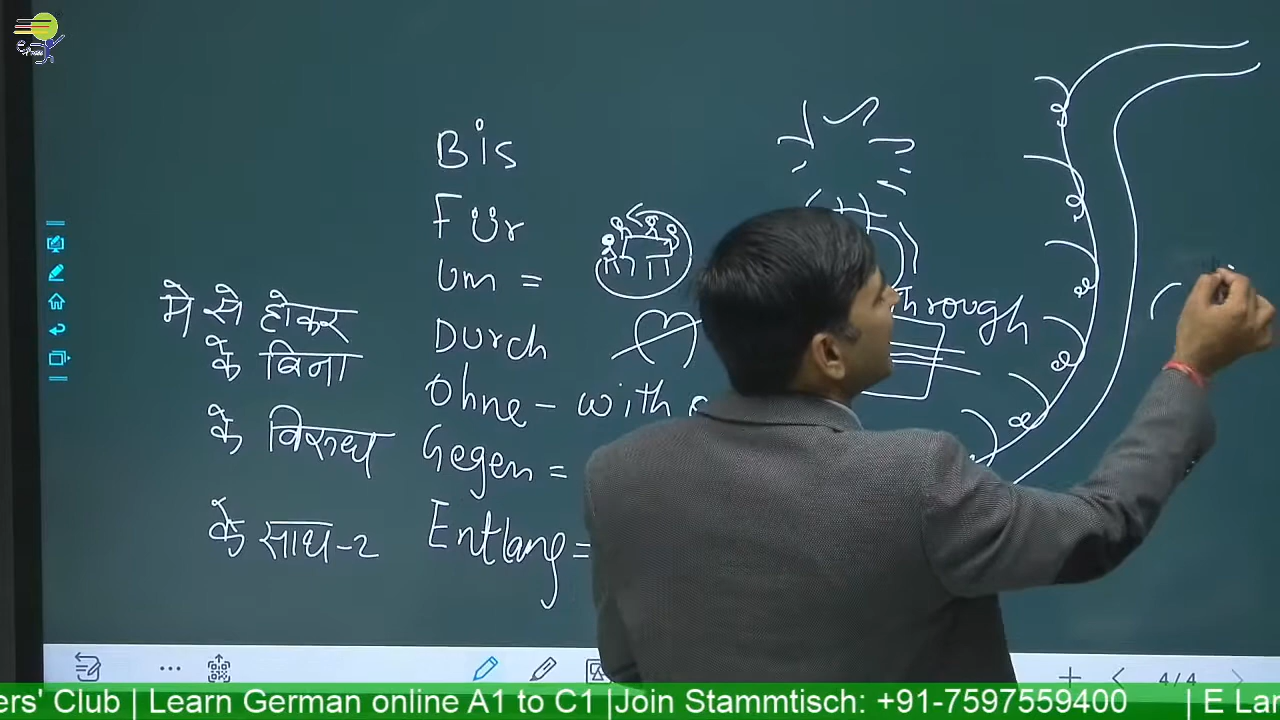 Bis
Für
Um =
में से होकर Durch Through
के बिना Ohne - with
के विरुध Gegen =
के साथ-2 Entlang =
4/4
ers' Club | Learn German online A1 to C1 |Join Stammtisch: +91-7597559400 | E Lan